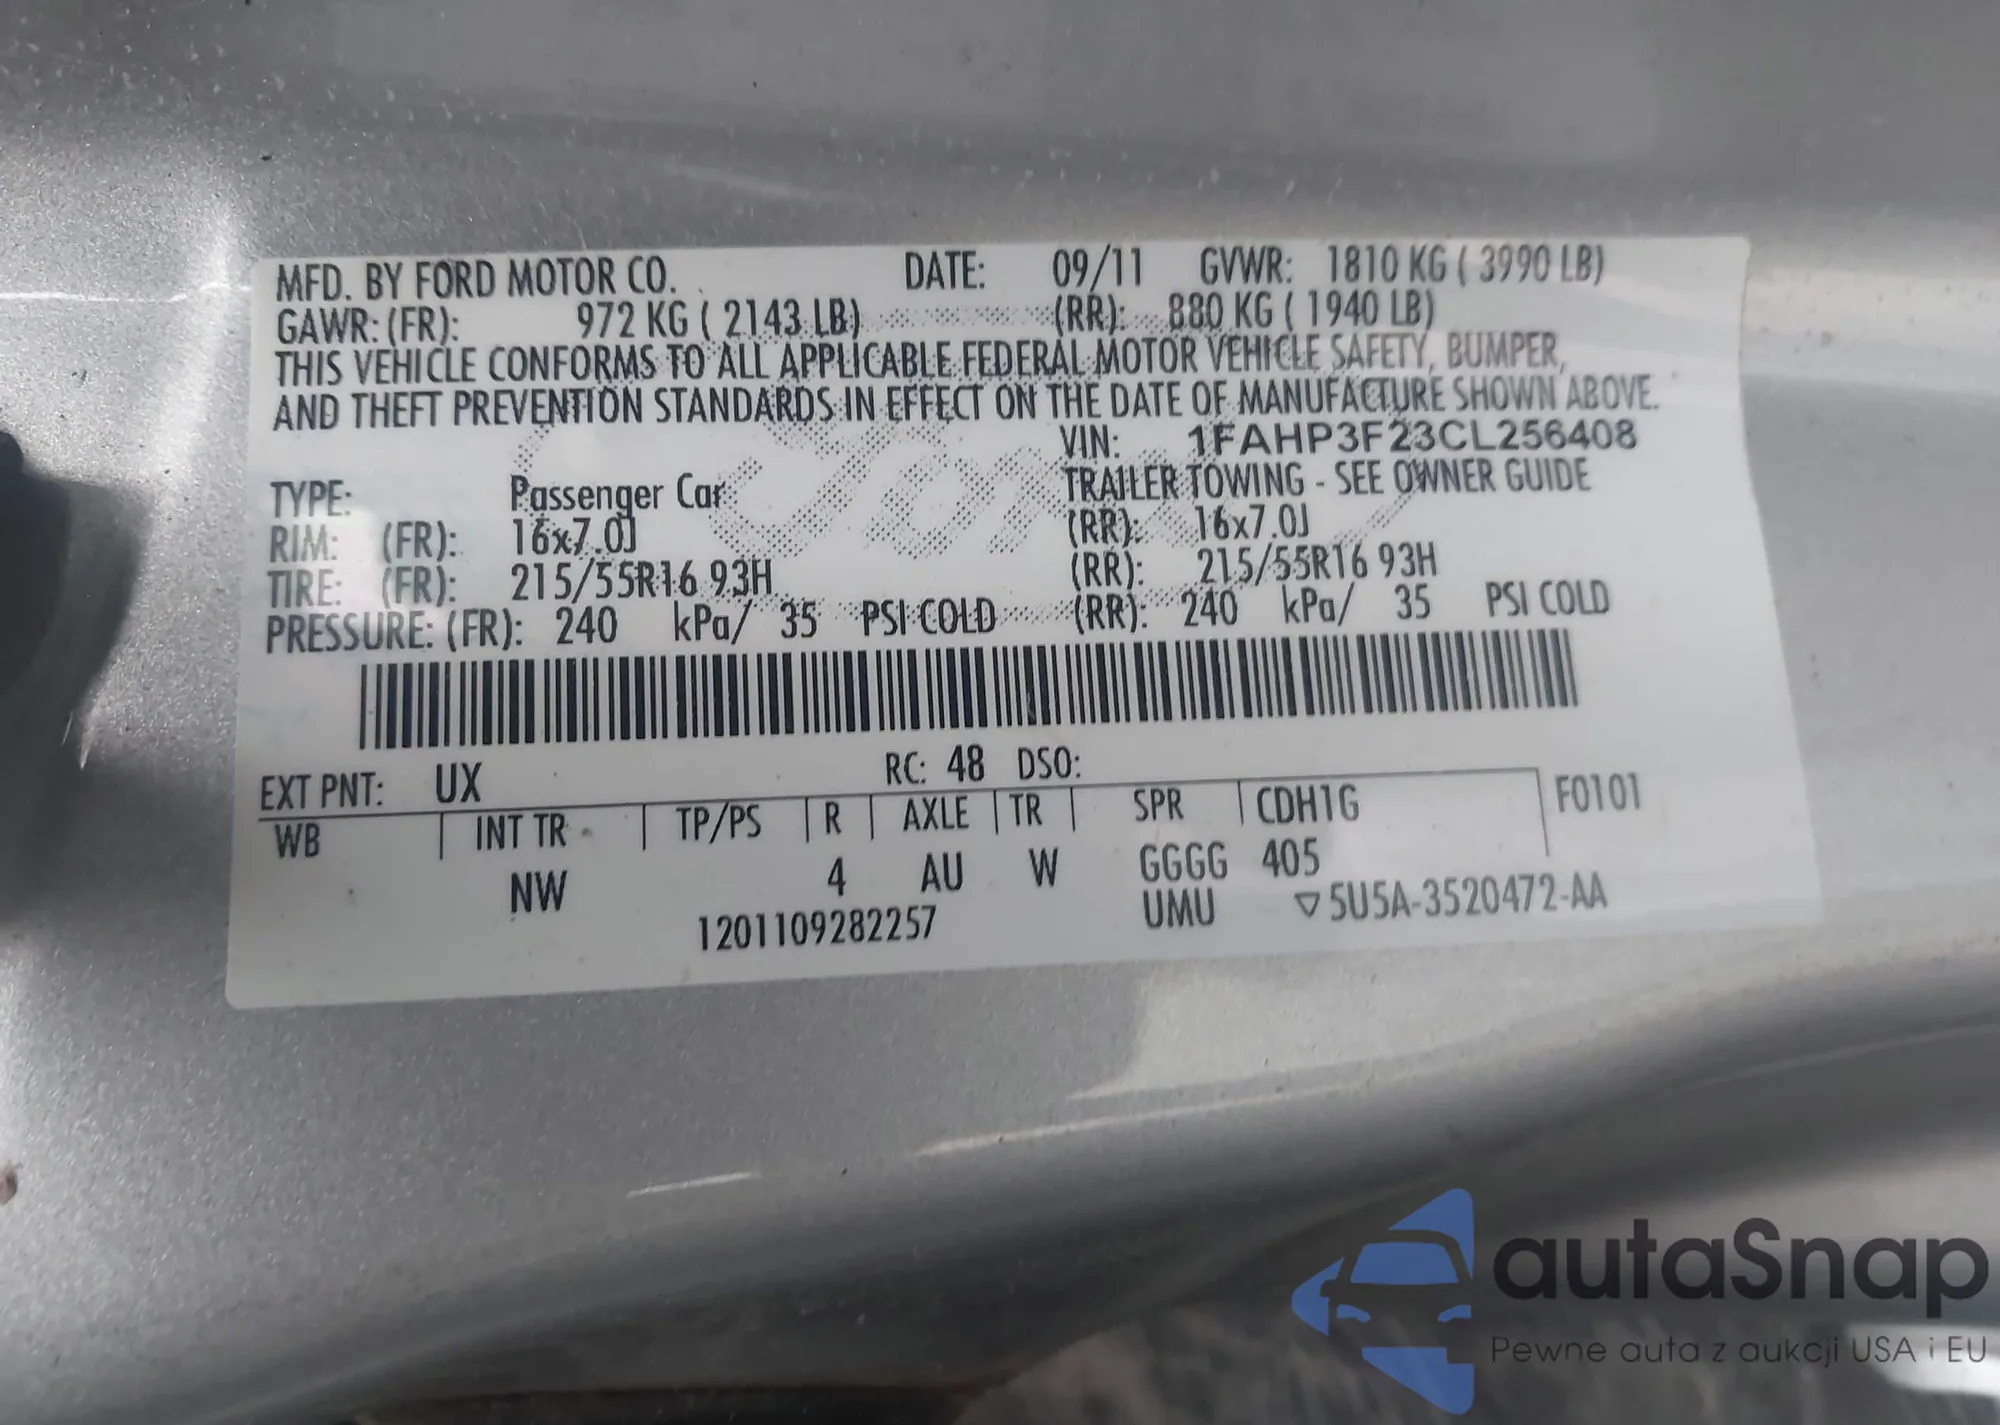 MFD. BY FORD MOTOR CO. DATE: 09/11 GVWR: 1810 KG ( 3990 LB)
GAWR: (FR): 972 KG ( 2143 LB) (RR): 880 KG ( 1940 LB)
THIS VEHICLE CONFORMS TO ALL APPLICABLE FEDERAL MOTOR VEHICLE SAFETY, BUMPER,
AND THEFT PREVENTION STANDARDS IN EFFECT ON THE DATE OF MANUFACTURE SHOWN ABOVE.
VIN: 1FAHP3F23CL256408
TYPE: Passenger Car TRAILER TOWING - SEE OWNER GUIDE
RIM: (FR): 16x7.0J (RR): 16x7.0J
TIRE: (FR): 215/55R16 93H (RR): 215/55R16 93H
PRESSURE: (FR): 240 kPa/ 35 PSI COLD (RR): 240 kPa/ 35 PSI COLD
EXT PNT: UX RC: 48 DSO:
WB INT TR TP/PS R AXLE TR SPR CDH1G F0101
NW 4 AU W GGGG 405
1201109282257 UMU ▽5U5A-3520472-AA
Ford
autaSnap
Pewne auta z aukcji USA i EU